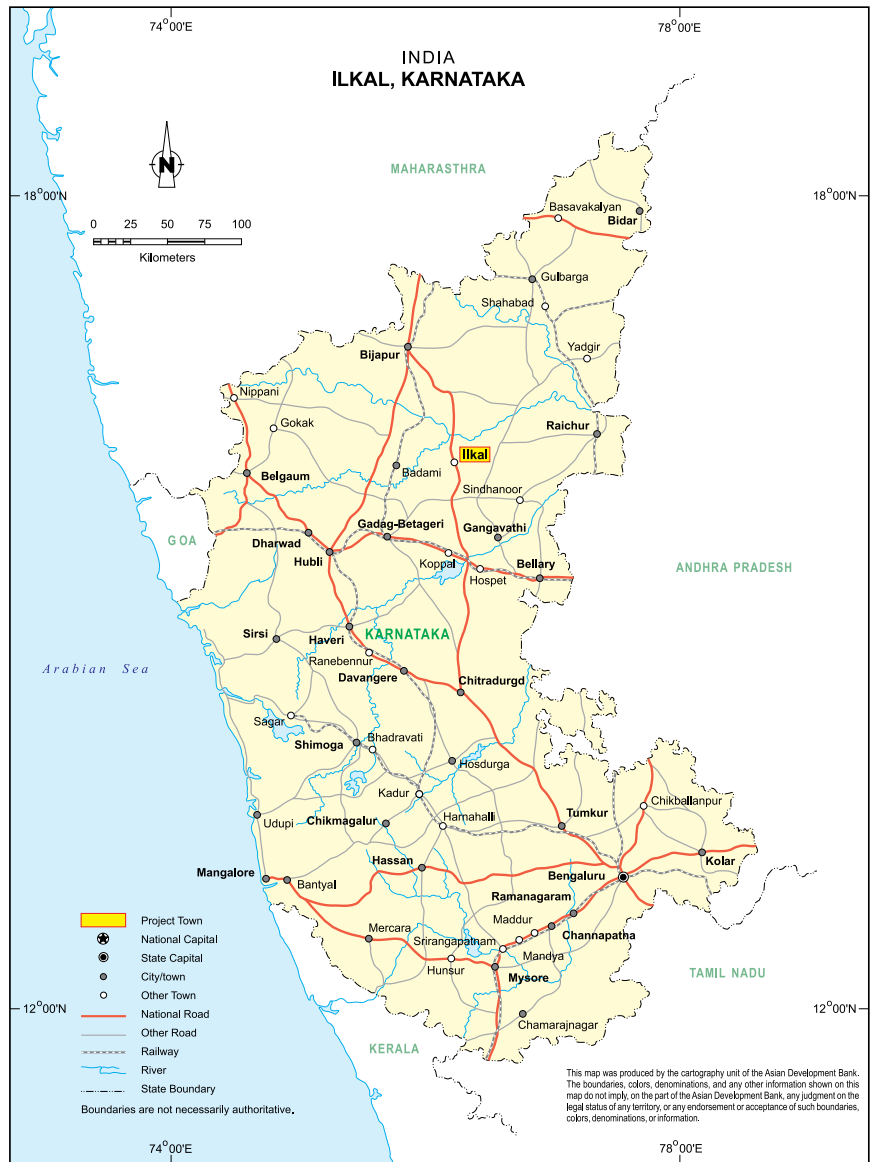 74°00'E
78°00'E
INDIA
ILKAL, KARNATAKA
MAHARASTHRA
N
18°00'N
18°00'N
0 25 50 75 100
Kilometers
Basavakalyan
Bidar
Gulbarga
Shahabad
Yadgir
Bijapur
Nippani
Gokak
Raichur
Ilkal
Badami
Belgaum
Sindhanoor
Gadag-Betageri
Gangavathi
GOA
Dharwad
Hubli
Koppal
Bellary
Hospet
ANDHRA PRADESH
Sirsi
Haveri
KARNATAKA
Ranebennur
Arabian Sea
Davangere
Chitradurgd
Sagar
Shimoga
Bhadravati
Hosdurga
Kadur
Chikballanpur
Udupi
Chikmagalur
Hamahalli
Tumkur
Hassan
Kolar
Mangalore
Bantyal
Bengaluru
Ramanagaram
Maddur
Mercara
Srirangapatnam
Channapatha
Mandya
Hunsur
Mysore
TAMIL NADU
Chamarajnagar
KERALA
12°00'N
12°00'N
Project Town
National Capital
State Capital
City/town
Other Town
National Road
Other Road
Railway
River
State Boundary
Boundaries are not necessarily authoritative.
This map was produced by the cartography unit of the Asian Development Bank.
The boundaries, colors, denominations, and any other information shown on this
map do not imply, on the part of the Asian Development Bank, any judgment on the
legal status of any territory, or any endorsement or acceptance of such boundaries,
colors, denominations, or information.
74°00'E
78°00'E